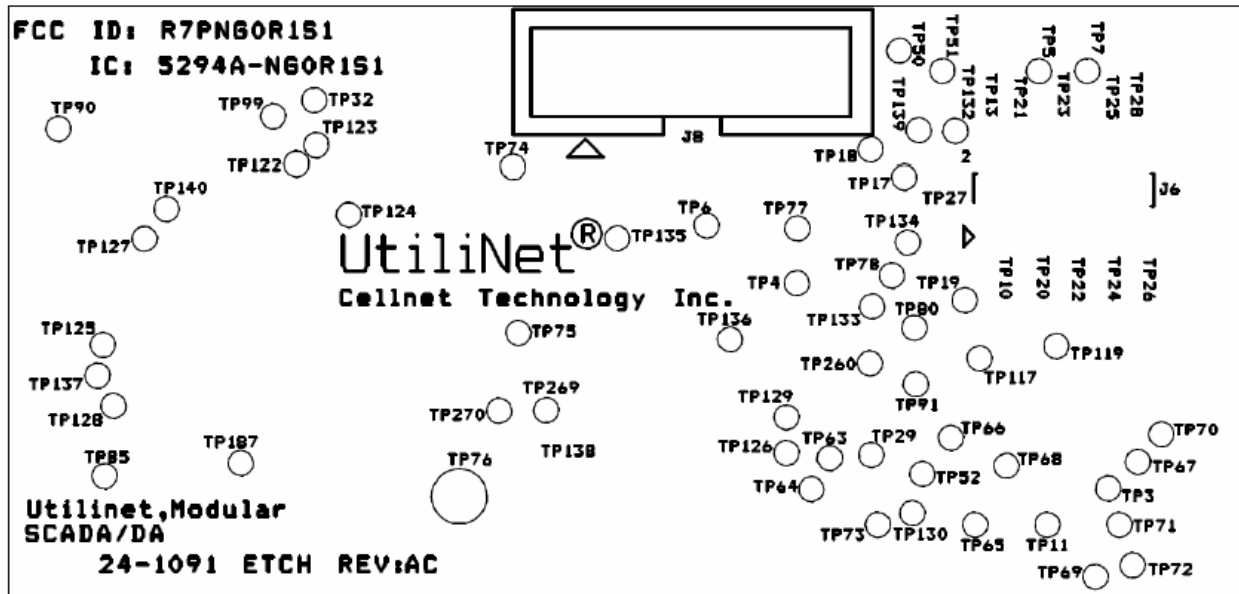 FCC ID: R7PNGOR1S1
IC: 5294A-NGOR1S1
TP90
TP99
TP32
TP123
TP122
TP74
J8
TP50
TP51
TP5
TP7
TP139
TP132
TP13
TP21
TP23
TP25
TP28
TP18
2
TP17
TP27
J6
TP140
TP127
TP124
TP135
TP6
TP77
TP134
UtiliNet®
Cellnet Technology Inc.
TP4
TP78
TP19
TP10
TP20
TP22
TP24
TP26
TP133
TP80
TP125
TP75
TP136
TP119
TP137
TP260
TP117
TP128
TP270
TP269
TP129
TP91
TP138
TP126
TP63
TP29
TP66
TP70
TP187
TP85
TP76
TP68
TP67
TP64
TP52
TP3
Utilinet,Modular
SCADA/DA
TP73
TP130
TP65
TP11
TP71
24-1091 ETCH REV:AC
TP69
TP72